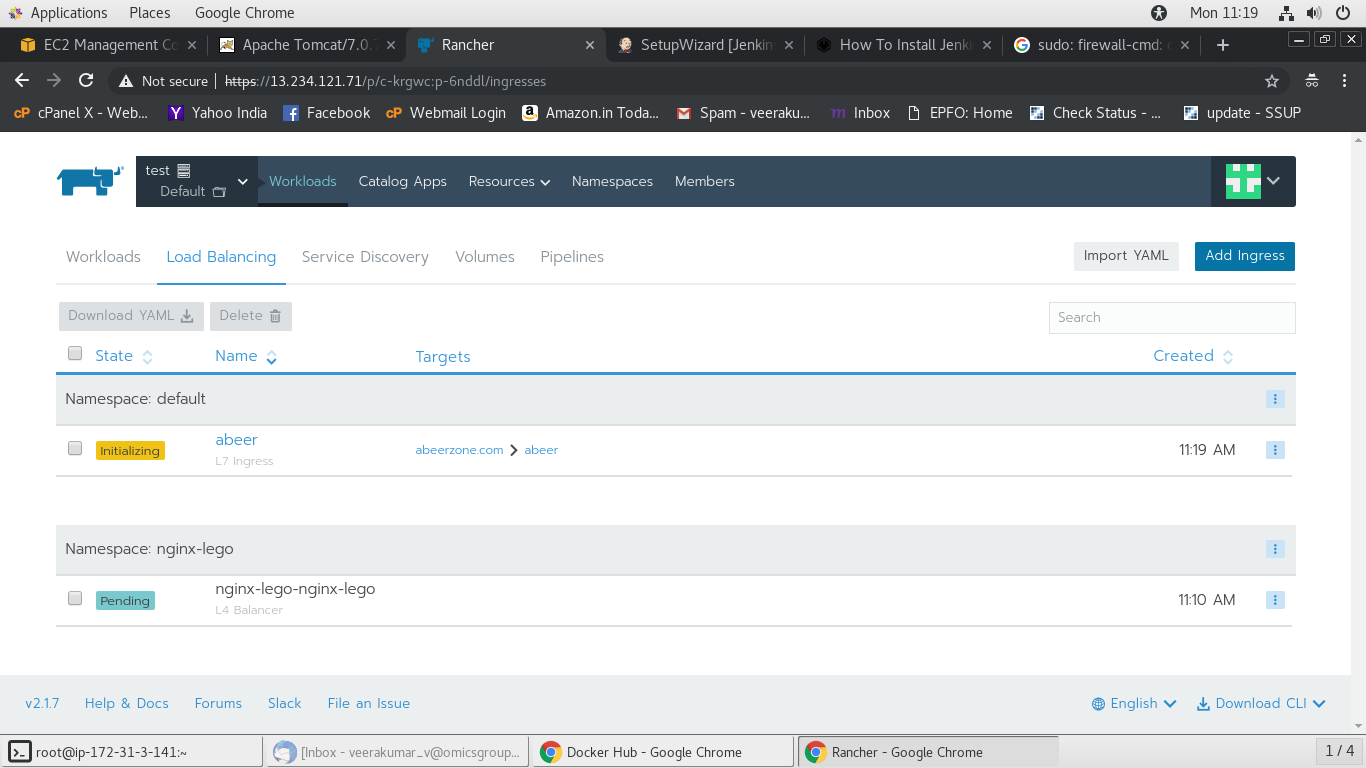 Applications Places Google Chrome Mon 11:19
EC2 Management Co Apache Tomcat/7.0.7 Rancher SetupWizard [Jenkin How To Install Jenki sudo: firewall-cmd: c
Not secure | https://13.234.121.71/p/c-krgwc:p-6nddl/ingresses
cP cPanel X - Web... Yahoo India Facebook cP Webmail Login Amazon.in Toda... Spam - veeraku... m Inbox EPFO: Home Check Status - ... update - SSUP
test
Default
Workloads Catalog Apps Resources Namespaces Members
Workloads Load Balancing Service Discovery Volumes Pipelines Import YAML Add Ingress
Download YAML Delete Search
State Name Targets Created
Namespace: default
Initializing abeer abeerzone.com > abeer 11:19 AM
L7 Ingress
Namespace: nginx-lego
Pending nginx-lego-nginx-lego 11:10 AM
L4 Balancer
v2.1.7 Help & Docs Forums Slack File an Issue English Download CLI
root@ip-172-31-3-141:~ [Inbox - veerakumar_v@omicsgroup... Docker Hub - Google Chrome Rancher - Google Chrome 1 / 4